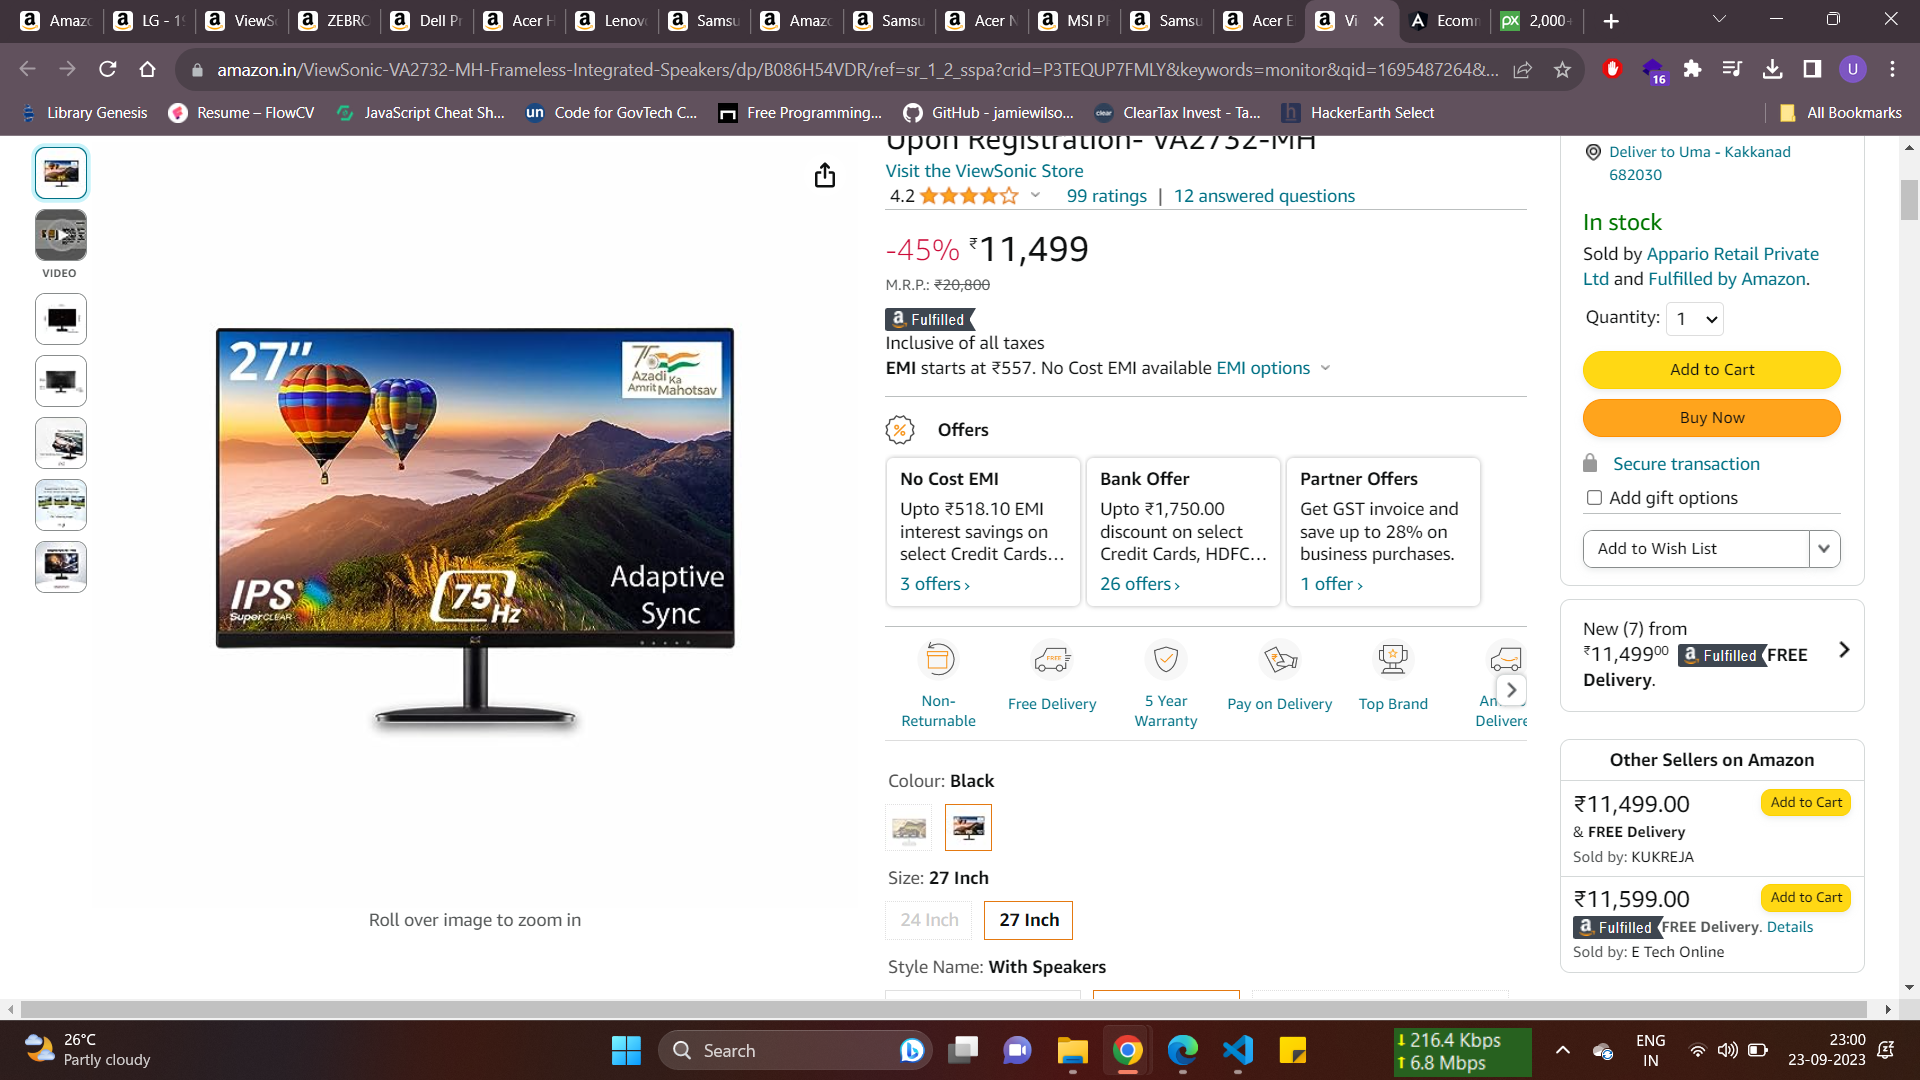 Amazo
LG - 19
ViewS
ZEBRO
Dell Pr
Acer H
Lenovo
Samsu
Amazo
Samsu
Acer N
MSI PR
Samsu
Acer E
Vi
Ecomm
2,000+
amazon.in/ViewSonic-VA2732-MH-Frameless-Integrated-Speakers/dp/B086H54VDR/ref=sr_1_2_sspa?crid=P3TEQUP7FMLY&keywords=monitor&qid=1695487264&...
16
U
Library Genesis
Resume – FlowCV
JavaScript Cheat Sh...
un Code for GovTech C...
Free Programming...
GitHub - jamiewilso...
clear ClearTax Invest - Ta...
h HackerEarth Select
All Bookmarks
VIDEO
27"
75
Azadi Ka
Amrit Mahotsav
IPS
SuperCLEAR
75 Hz
Adaptive
Sync
Roll over image to zoom in
Upon Registration- VA2732-MH
Visit the ViewSonic Store
4.2
99 ratings | 12 answered questions
-45% ₹11,499
M.R.P.: ₹20,800
a Fulfilled
Inclusive of all taxes
EMI starts at ₹557. No Cost EMI available EMI options
Offers
No Cost EMI
Upto ₹518.10 EMI
interest savings on
select Credit Cards…
3 offers ›
Bank Offer
Upto ₹1,750.00
discount on select
Credit Cards, HDFC…
26 offers ›
Partner Offers
Get GST invoice and
save up to 28% on
business purchases.
1 offer ›
FREE
Non-
Returnable
Free Delivery
5 Year
Warranty
Pay on Delivery
Top Brand
Delivere
Colour: Black
Size: 27 Inch
24 Inch
27 Inch
Style Name: With Speakers
Deliver to Uma - Kakkanad
682030
In stock
Sold by Appario Retail Private
Ltd and Fulfilled by Amazon.
Quantity: 1
Add to Cart
Buy Now
Secure transaction
Add gift options
Add to Wish List
New (7) from
₹11,499⁰⁰ a Fulfilled FREE
Delivery.
Other Sellers on Amazon
₹11,499.00
Add to Cart
& FREE Delivery
Sold by: KUKREJA
₹11,599.00
Add to Cart
a Fulfilled FREE Delivery. Details
Sold by: E Tech Online
26°C
Partly cloudy
Search
↓ 216.4 Kbps
↑ 6.8 Mbps
ENG
IN
23:00
23-09-2023